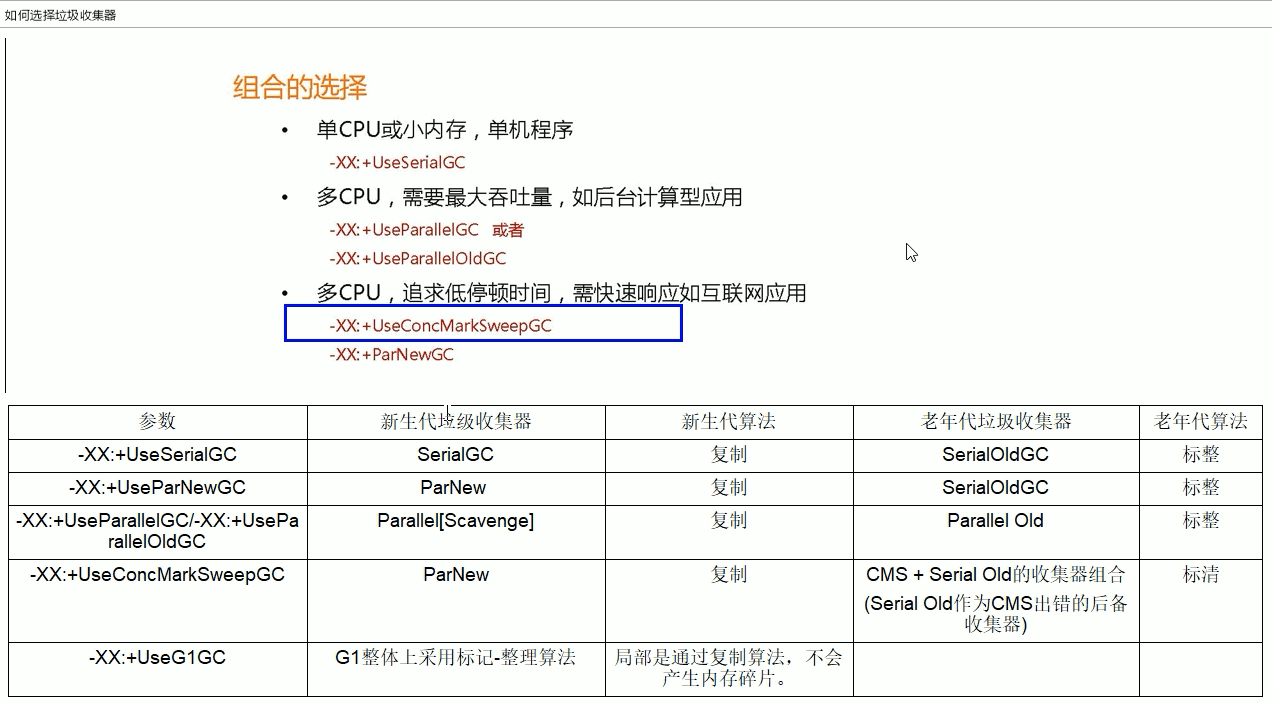 如何选择垃圾收集器
组合的选择
• 单CPU或小内存，单机程序
-XX:+UseSerialGC
• 多CPU，需要最大吞吐量，如后台计算型应用
-XX:+UseParallelGC 或者
-XX:+UseParallelOldGC
• 多CPU，追求低停顿时间，需快速响应如互联网应用
-XX:+UseConcMarkSweepGC
-XX:+ParNewGC
参数 新生代垃级收集器 新生代算法 老年代垃圾收集器 老年代算法
-XX:+UseSerialGC SerialGC 复制 SerialOldGC 标整
-XX:+UseParNewGC ParNew 复制 SerialOldGC 标整
-XX:+UseParallelGC/-XX:+UsePa Parallel[Scavenge] 复制 Parallel Old 标整
rallelOldGC
-XX:+UseConcMarkSweepGC ParNew 复制 CMS + Serial Old的收集器组合 标清
(Serial Old作为CMS出错的后备
收集器)
-XX:+UseG1GC G1整体上采用标记-整理算法 局部是通过复制算法，不会
产生内存碎片。